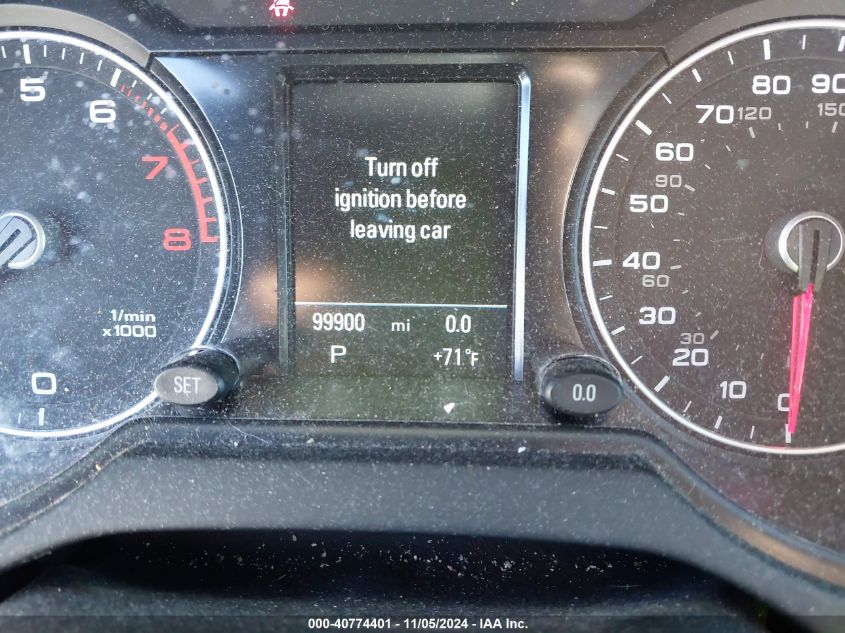 5
6
7
8
1/min
x1000
0
SET
Turn off
ignition before
leaving car
99900 mi 0.0
P +71°F
0.0
0
10
20
30
30
40
60
50
90
60
70
120
80
150
90
000-40774401 - 11/05/2024 - IAA Inc.